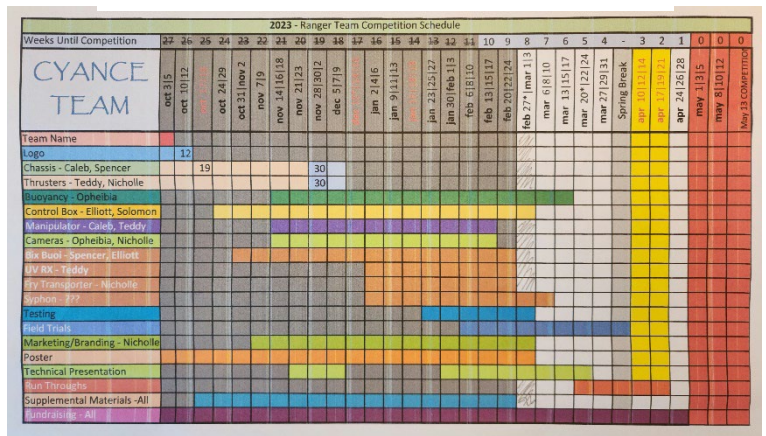 2023 - Ranger Team Competition Schedule
Weeks Until Competition 27 26 25 24 24 23 22 21 20 19 18 17 17 16 15 14 13 12 11 10 9 8 7 6 5 4 - 3 2 1 0 0 0
CYANCE
TEAM
oct 3|5
oct 10|12
oct 24|29
oct 31|nov 2
nov 7|9
nov 14|16|18
nov 21|23
nov 28|30|2
dec 5|7|9
jan 2|4|6
jan 9|11|13
jan 23|25|27
jan 30|feb 1|3
feb 6|8|10
feb 13|15|17
feb 20|22|24
feb 27*|mar 1|3
mar 6|8|10
mar 13|15|17
mar 20*|22|24
mar 27|29|31
Spring Break
apr 10|12|14
apr 17|19|21
apr 24|26|28
may 1|3|5
may 8|10|12
May 13 COMPETITION
Team Name
Logo 12
Chassis - Caleb, Spencer 19 30
Thrusters - Teddy, Nicholle 30
Buoyancy - Opheibia
Control Box - Elliott, Solomon
Manipulator - Caleb, Teddy
Cameras - Opheibia, Nicholle
Bix Buoi - Spencer, Elliott
UV RX - Teddy
Fry Transporter - Nicholle
Syphon - ???
Testing
Field Trials
Marketing/Branding - Nicholle
Poster
Technical Presentation
Run Throughs
Supplemental Materials -All
Fundraising - All